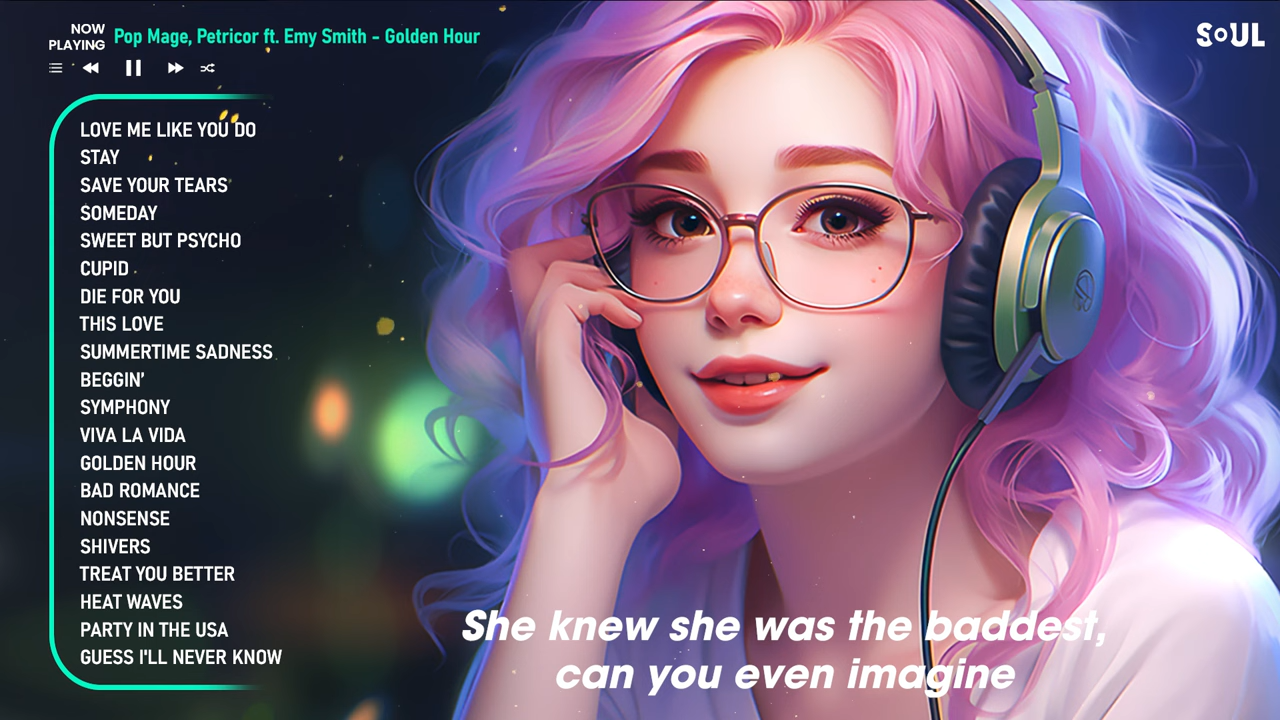 NOW
PLAYING
Pop Mage, Petricor ft. Emy Smith - Golden Hour
SOUL
LOVE ME LIKE YOU DO
STAY
SAVE YOUR TEARS
SOMEDAY
SWEET BUT PSYCHO
CUPID
DIE FOR YOU
THIS LOVE
SUMMERTIME SADNESS
BEGGIN'
SYMPHONY
VIVA LA VIDA
GOLDEN HOUR
BAD ROMANCE
NONSENSE
SHIVERS
TREAT YOU BETTER
HEAT WAVES
PARTY IN THE USA
GUESS I'LL NEVER KNOW
She knew she was the baddest,
can you even imagine